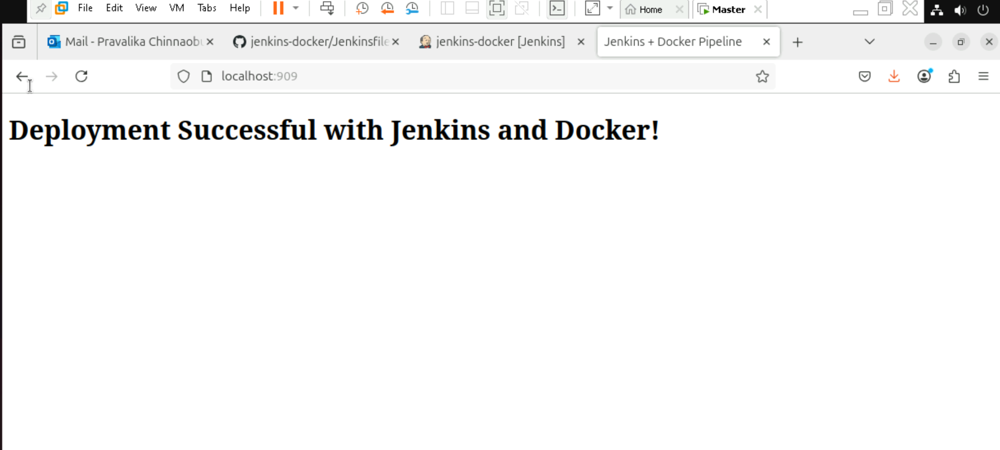 File Edit View VM Tabs Help Home Master
Mail - Pravalika jenkins-docker/Jenkinsfile jenkins-docker [Jenkins] Jenkins + Docker Pipeline
localhost:909
Deployment Successful with Jenkins and Docker!